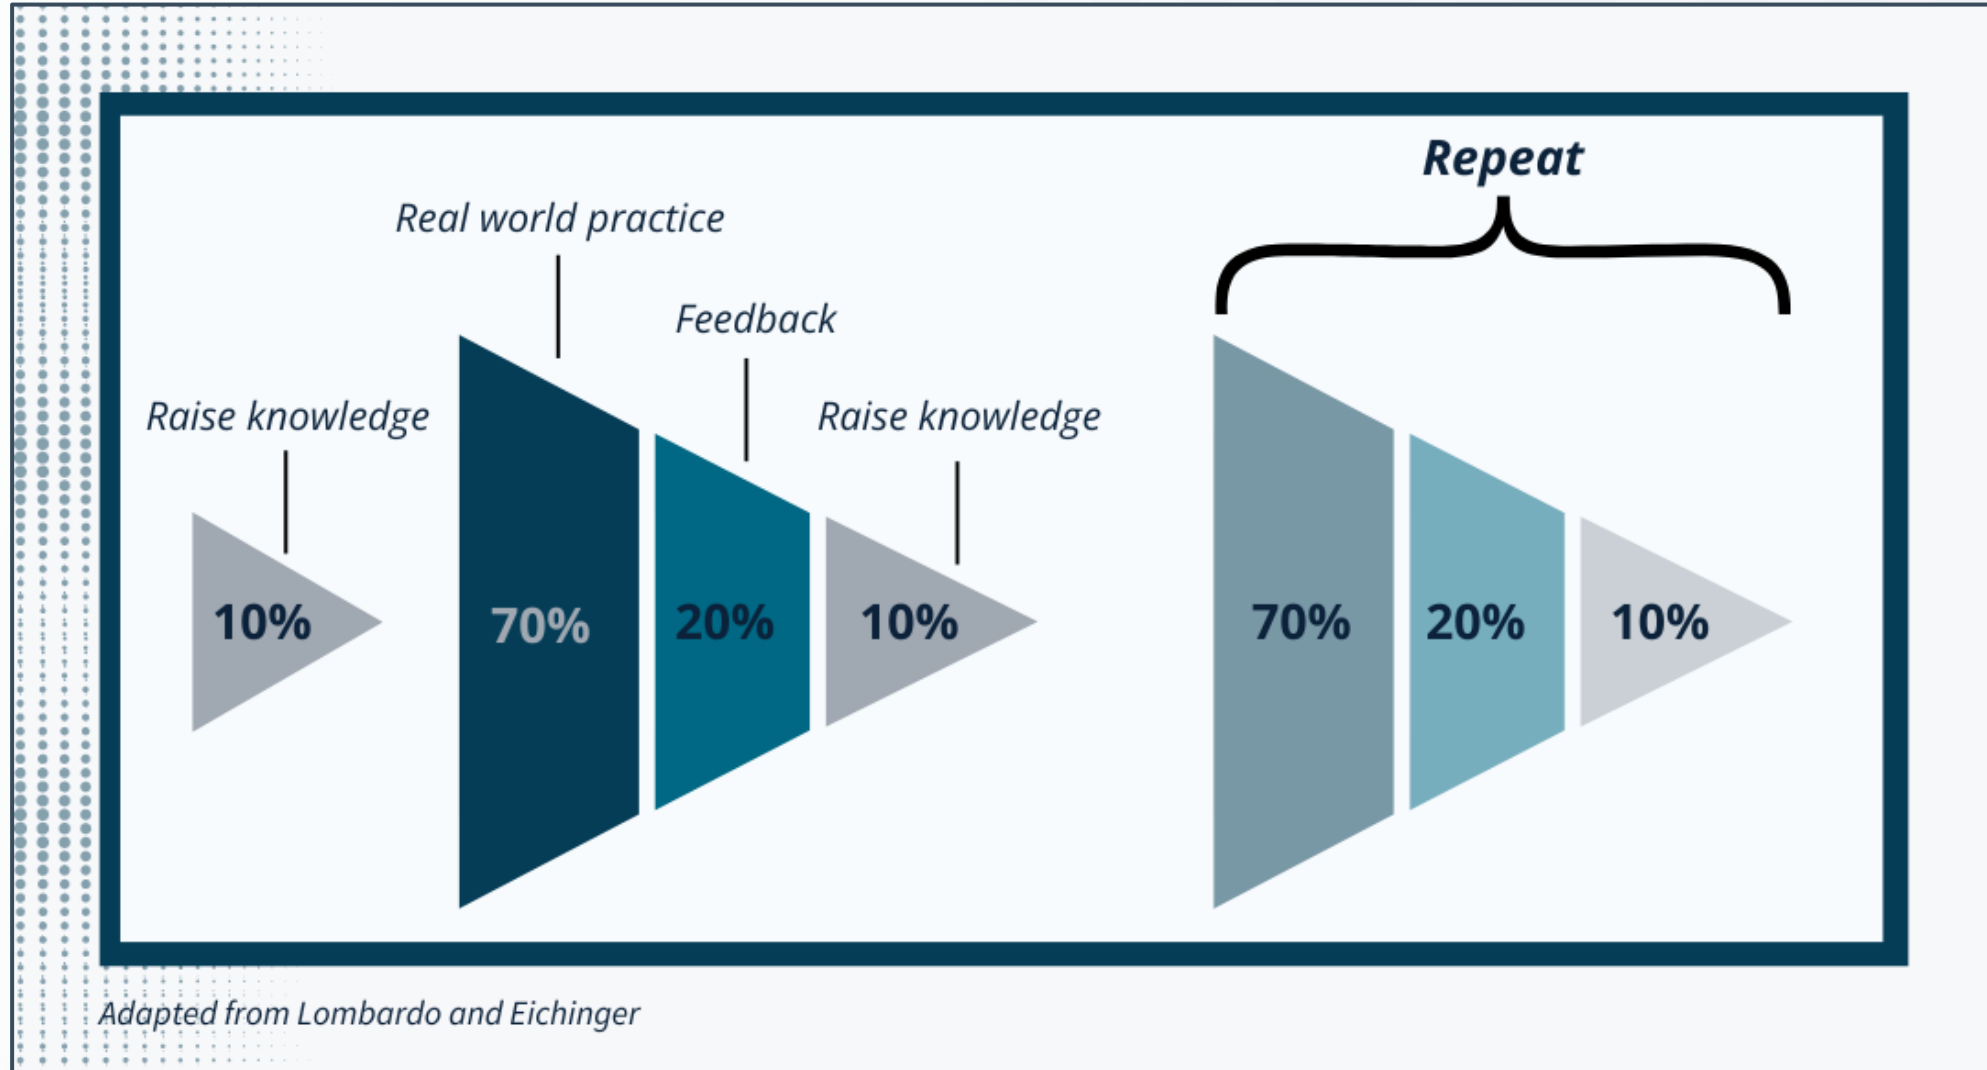 Repeat
Real world practice
Feedback
Raise knowledge
Raise knowledge
10%
70%
20%
10%
70%
20%
10%
Adapted from Lombardo and Eichinger